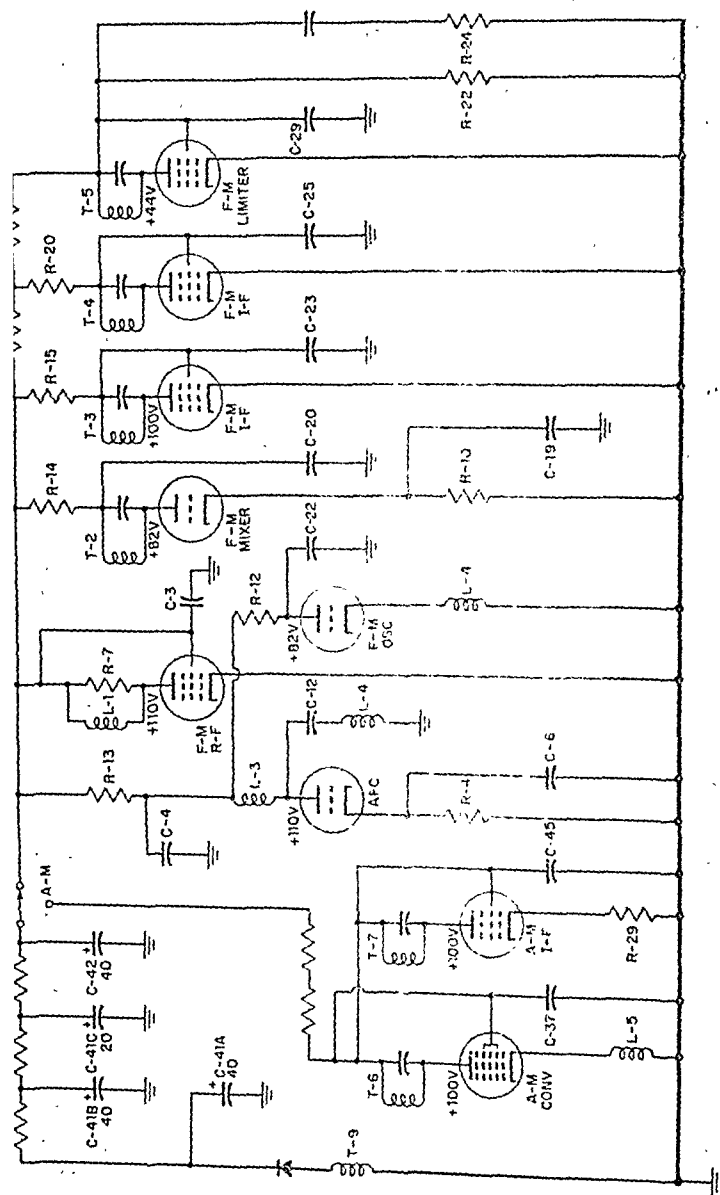 C-41B
40
C-41C
20
C-42
40
C-41A
40
A-M
T-9
T-6
+100V
A-M
CONV
C-37
L-5
T-7
+100V
A-M
I-F
C-45
R-29
R-13
C-4
L-3
+110V
AFC
C-12
L-4
R-4
C-6
R-7
L-1
+110V
F-M
R-F
C-3
R-12
+82V
F-M
OSC
C-22
L-4
R-14
T-2
+82V
F-M
MIXER
C-20
C-19
R-15
T-3
+100V
F-M
I-F
C-23
R-20
T-4
F-M
I-F
C-25
T-5
+44V
F-M
LIMITER
C-29
R-22
R-24